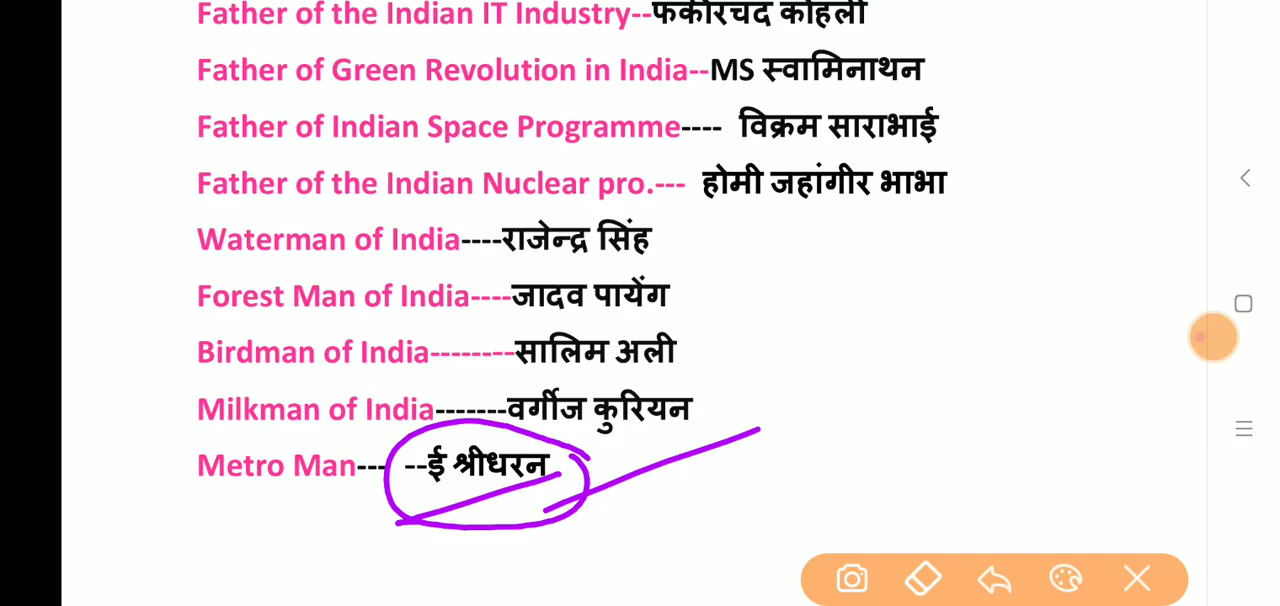 Father of the Indian IT Industry--फकीरचंद कोहली
Father of Green Revolution in India--MS स्वामिनाथन
Father of Indian Space Programme---- विक्रम साराभाई
Father of the Indian Nuclear pro.--- होमी जहांगीर भाभा
Waterman of India----राजेन्द्र सिंह
Forest Man of India----जादव पायेंग
Birdman of India--------सालिम अली
Milkman of India-------वर्गीज कुरियन
Metro Man--- --ई श्रीधरन